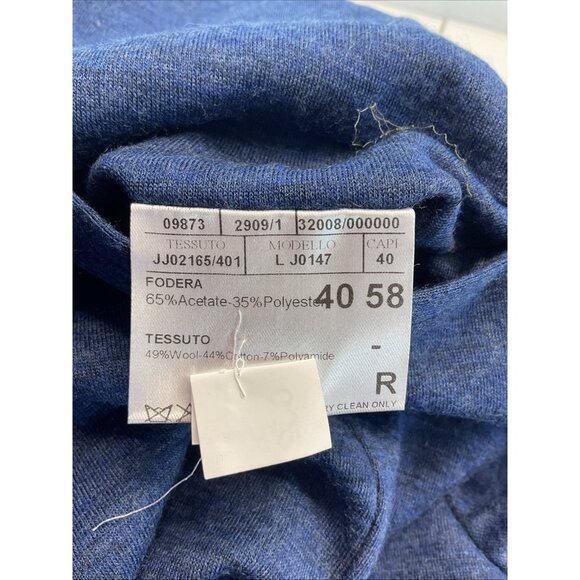 09873 2909/1 32008/000000
TESSUTO MODELLO CAPI
JJ02165/401 L J0147 40
FODERA
65%Acetate-35%Polyester 40 58
TESSUTO
49%Wool-44%Cotton-7%Polyamide
-
R
CLEAN ONLY